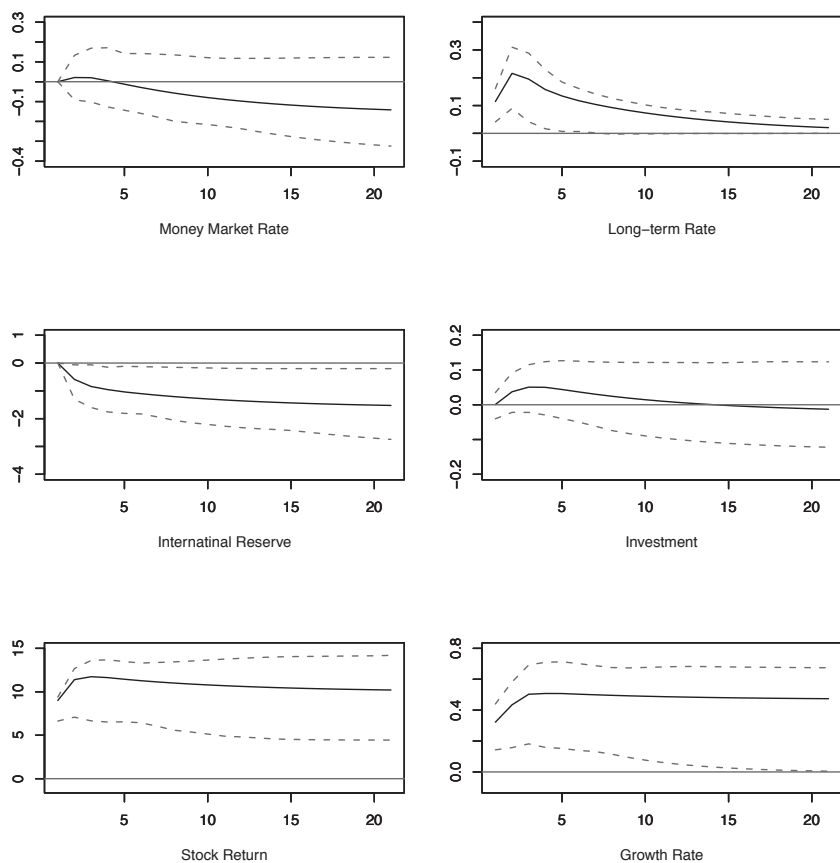 0.3
0.1
−0.1
−0.4
5 10 15 20
Money Market Rate
0.3
0.1
−0.1
5 10 15 20
Long−term Rate
1
0
−2
−4
5 10 15 20
Internatinal Reserve
0.2
0.1
0.0
−0.2
5 10 15 20
Investment
15
10
5
0
5 10 15 20
Stock Return
0.8
0.4
0.0
5 10 15 20
Growth Rate